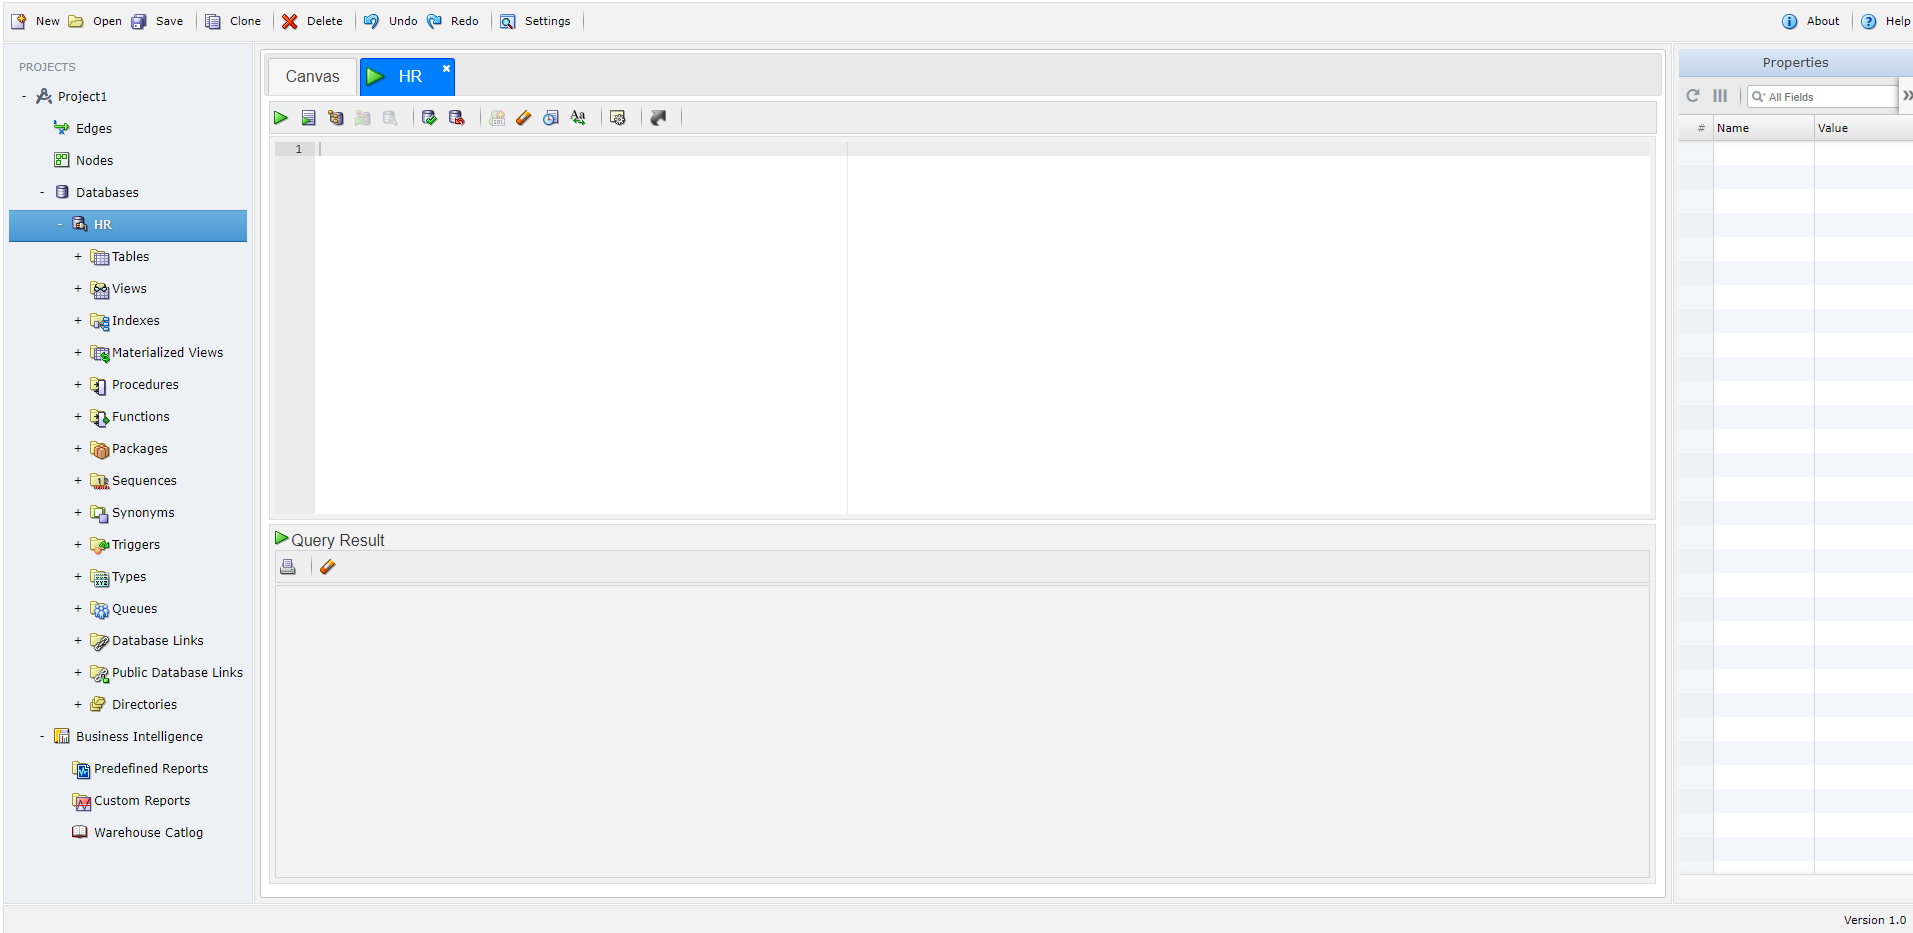 New Open Save Clone Delete Undo Redo Settings About Help
PROJECTS
- Project1
Edges
Nodes
- Databases
- HR
+ Tables
+ Views
+ Indexes
+ Materialized Views
+ Procedures
+ Functions
+ Packages
+ Sequences
+ Synonyms
+ Triggers
+ Types
+ Queues
+ Database Links
+ Public Database Links
+ Directories
- Business Intelligence
Predefined Reports
Custom Reports
Warehouse Catlog
Canvas HR
Aa
1
Query Result
Properties
All Fields
# Name Value
Version 1.0